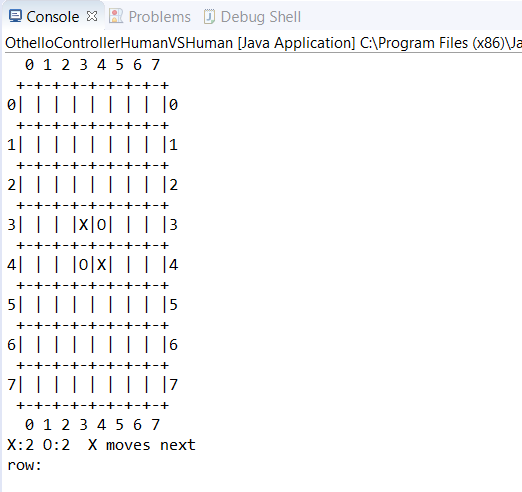 Console Problems Debug Shell
OthelloControllerHumanVSHuman [Java Application] C:\Program Files (x86)\Ja
  0 1 2 3 4 5 6 7
 +-+-+-+-+-+-+-+-+
0| | | | | | | | |0
 +-+-+-+-+-+-+-+-+
1| | | | | | | | |1
 +-+-+-+-+-+-+-+-+
2| | | | | | | | |2
 +-+-+-+-+-+-+-+-+
3| | | |X|O| | | |3
 +-+-+-+-+-+-+-+-+
4| | | |O|X| | | |4
 +-+-+-+-+-+-+-+-+
5| | | | | | | | |5
 +-+-+-+-+-+-+-+-+
6| | | | | | | | |6
 +-+-+-+-+-+-+-+-+
7| | | | | | | | |7
 +-+-+-+-+-+-+-+-+
  0 1 2 3 4 5 6 7
X:2 O:2  X moves next
row: